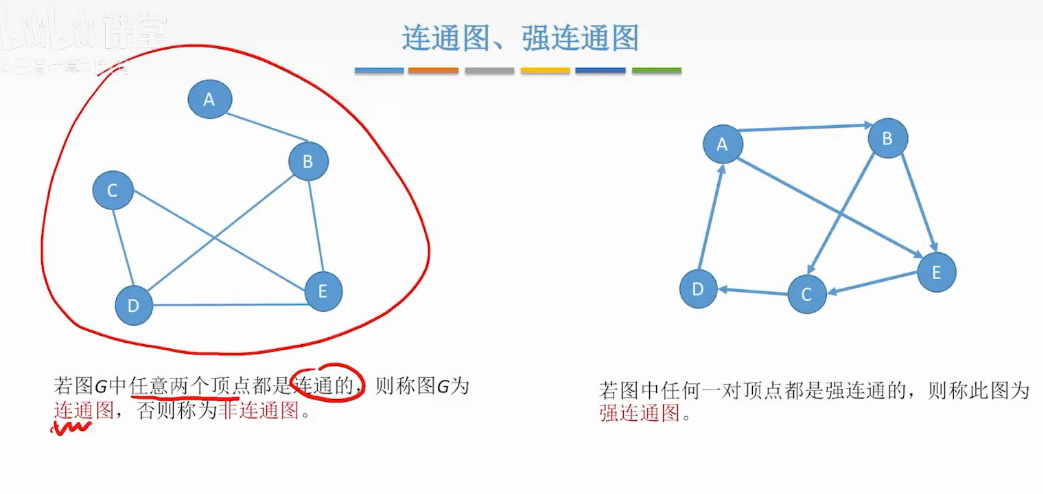 连通图、强连通图
A
B
C
D
E
若图G中任意两个顶点都是连通的，则称图G为
连通图，否则称为非连通图。
A
B
E
D
C
若图中任何一对顶点都是强连通的，则称此图为
强连通图。